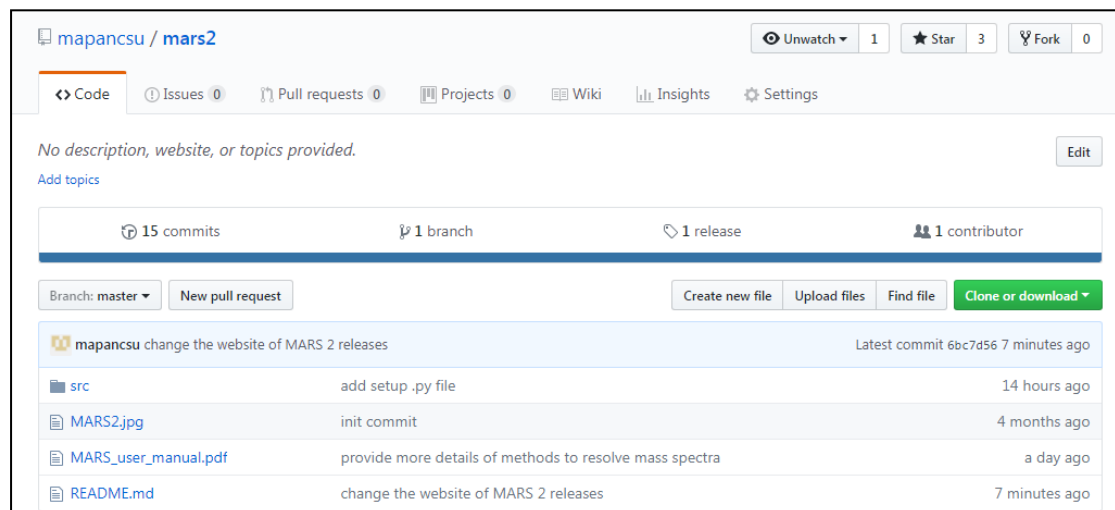 mapancsu / mars2 Unwatch 1 Star 3 Fork 0
Code Issues 0 Pull requests 0 Projects 0 Wiki Insights Settings
No description, website, or topics provided. Edit
Add topics
15 commits 1 branch 1 release 1 contributor
Branch: master New pull request Create new file Upload files Find file Clone or download
mapancsu change the website of MARS 2 releases Latest commit 6bc7d56 7 minutes ago
src add setup .py file 14 hours ago
MARS2.jpg init commit 4 months ago
MARS_user_manual.pdf provide more details of methods to resolve mass spectra a day ago
README.md change the website of MARS 2 releases 7 minutes ago